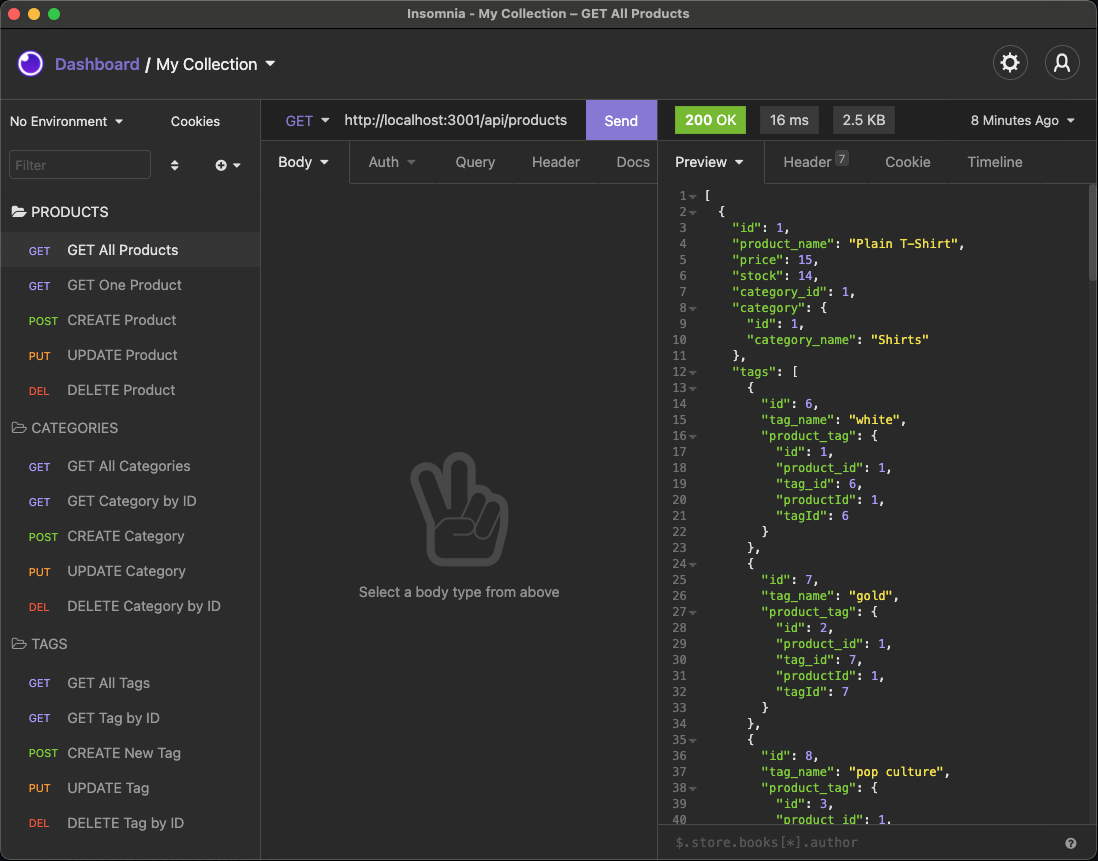 Insomnia - My Collection – GET All Products
Dashboard / My Collection
No Environment
Cookies
Filter
PRODUCTS
GET GET All Products
GET GET One Product
POST CREATE Product
PUT UPDATE Product
DEL DELETE Product
CATEGORIES
GET GET All Categories
GET GET Category by ID
POST CREATE Category
PUT UPDATE Category
DEL DELETE Category by ID
TAGS
GET GET All Tags
GET GET Tag by ID
POST CREATE New Tag
PUT UPDATE Tag
DEL DELETE Tag by ID
GET http://localhost:3001/api/products Send
Body Auth Query Header Docs
Select a body type from above
200 OK 16 ms 2.5 KB 8 Minutes Ago
Preview Header 7 Cookie Timeline
1 [
2 {
3 "id": 1,
4 "product_name": "Plain T-Shirt",
5 "price": 15,
6 "stock": 14,
7 "category_id": 1,
8 "category": {
9 "id": 1,
10 "category_name": "Shirts"
11 },
12 "tags": [
13 {
14 "id": 6,
15 "tag_name": "white",
16 "product_tag": {
17 "id": 1,
18 "product_id": 1,
19 "tag_id": 6,
20 "productId": 1,
21 "tagId": 6
22 }
23 },
24 {
25 "id": 7,
26 "tag_name": "gold",
27 "product_tag": {
28 "id": 2,
29 "product_id": 1,
30 "tag_id": 7,
31 "productId": 1,
32 "tagId": 7
33 }
34 },
35 {
36 "id": 8,
37 "tag_name": "pop culture",
38 "product_tag": {
39 "id": 3,
40 "product_id": 1,
$.store.books[*].author